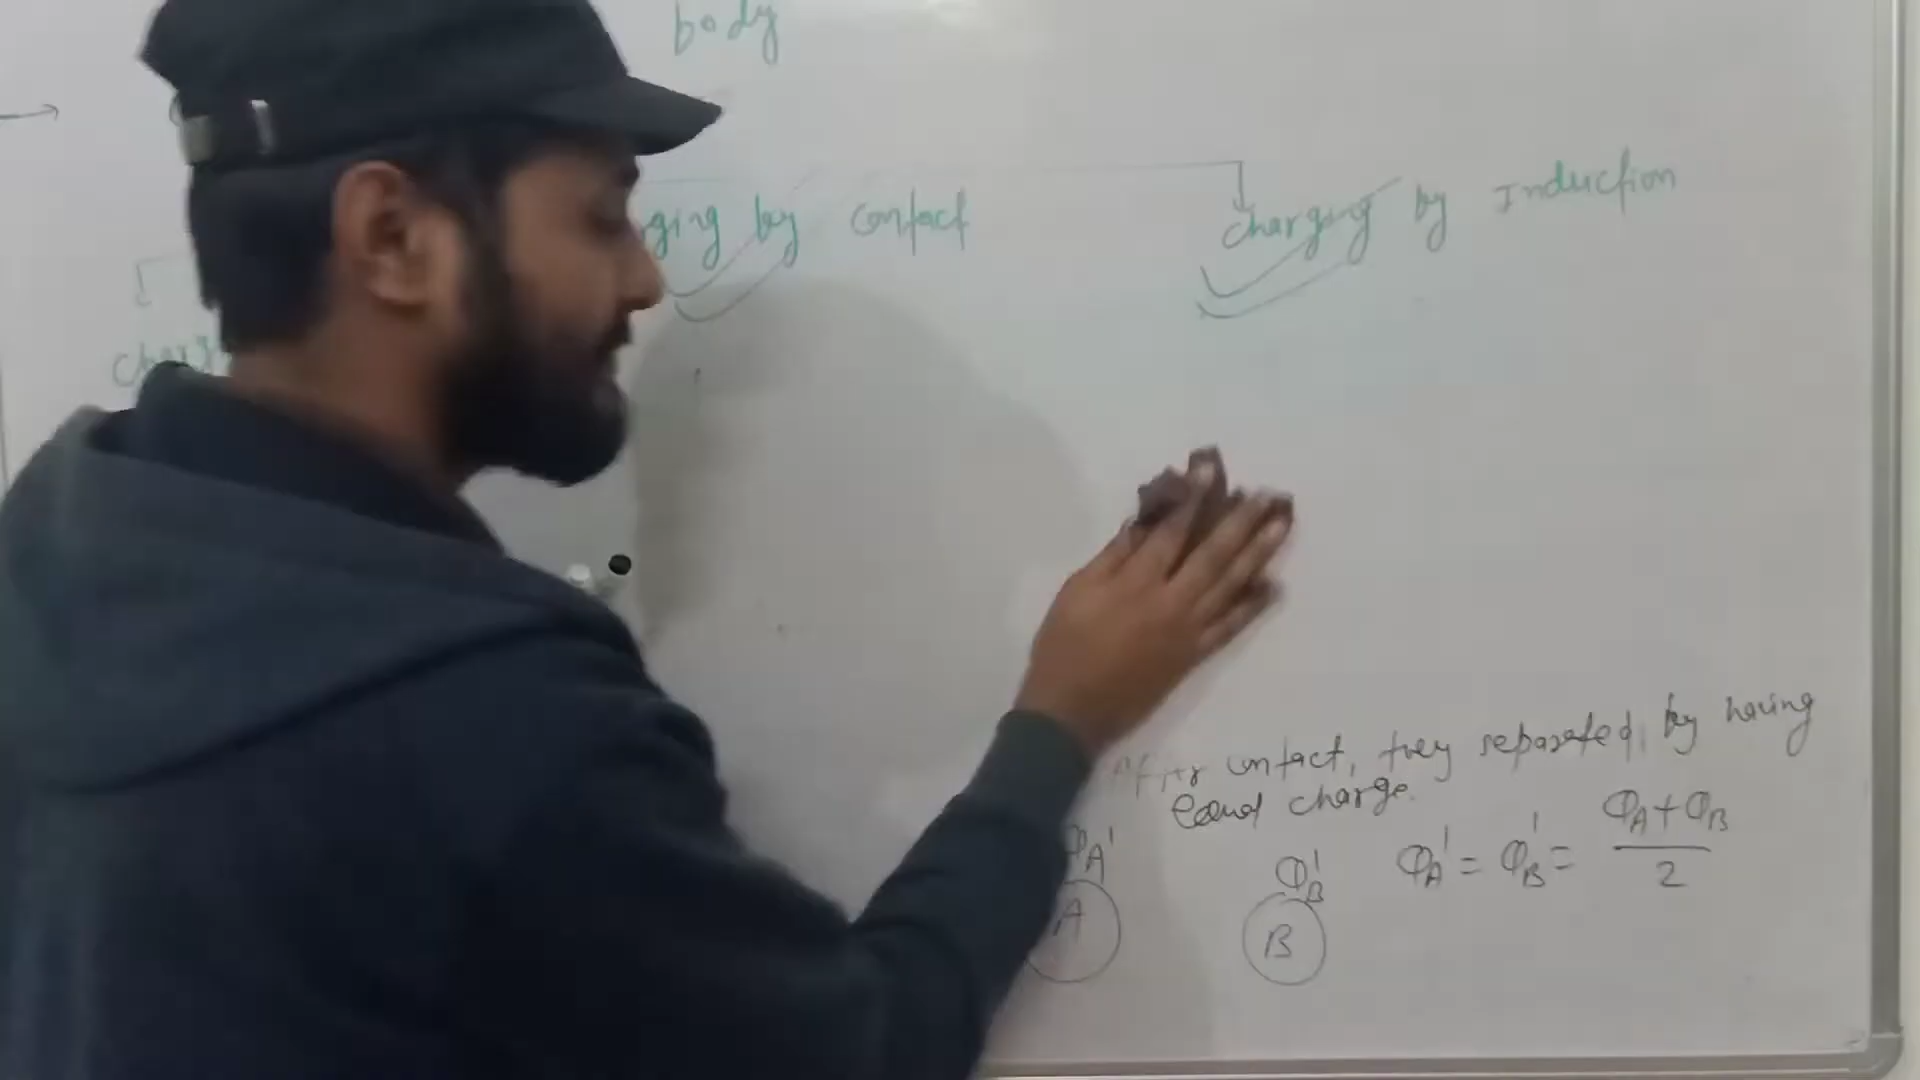 body
ging by contact
charging by Induction
Charg
After contact, they separated, by having
equal charge.
QA'
QB'
QA' = QB' = QA + QB / 2
A
B